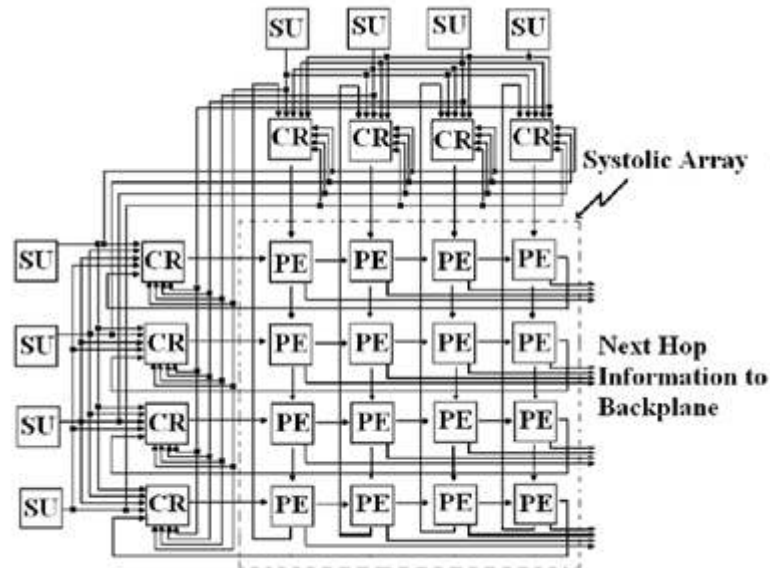 SU SU SU SU
CR CR CR CR
Systolic Array
SU CR PE PE PE PE
SU CR PE PE PE PE
Next Hop
Information to
Backplane
SU CR PE PE PE PE
SU CR PE PE PE PE